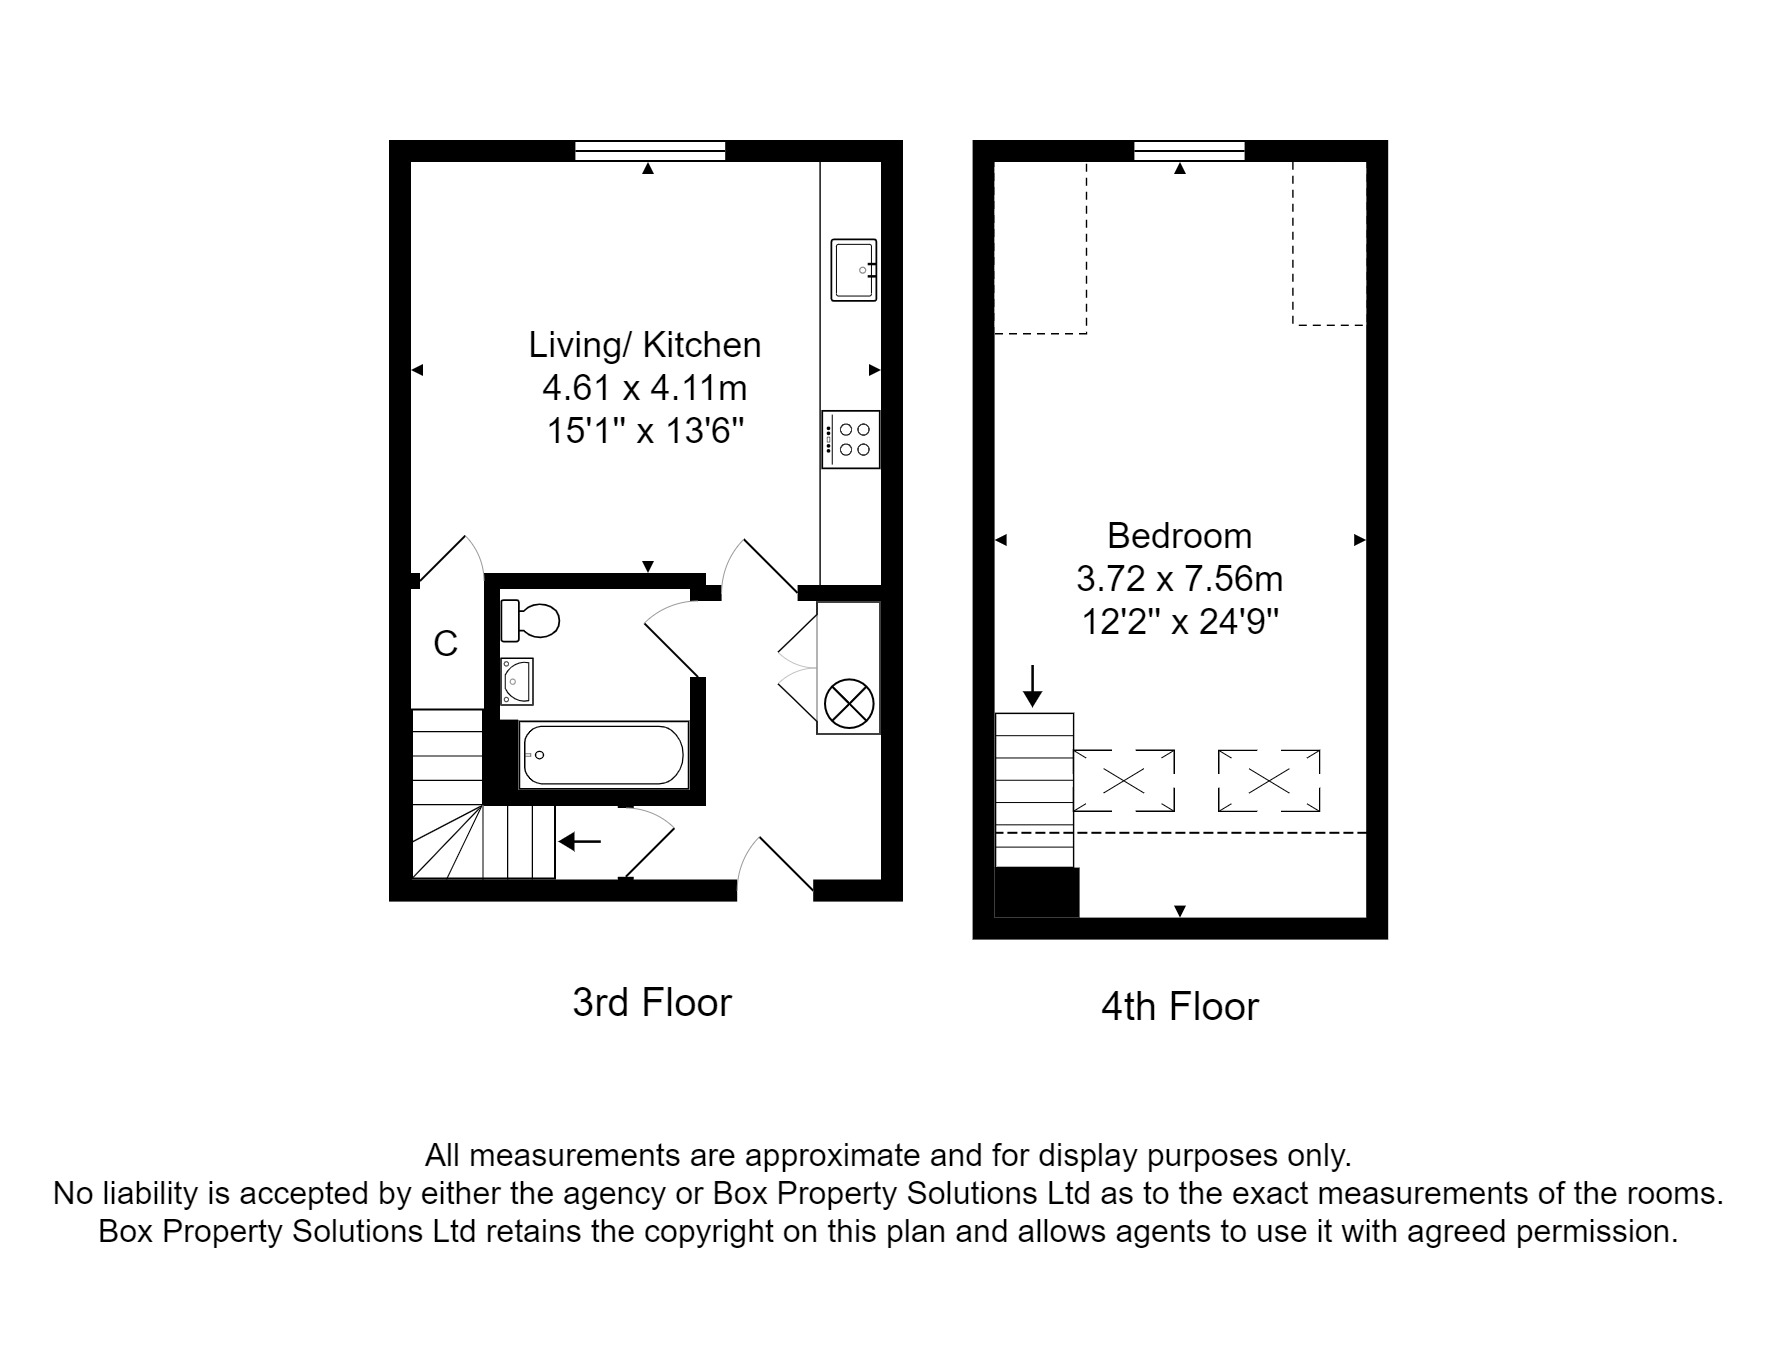 Living/ Kitchen
4.61 x 4.11m
15'1" x 13'6"
C
Bedroom
3.72 x 7.56m
12'2" x 24'9"
3rd Floor
4th Floor
All measurements are approximate and for display purposes only.
No liability is accepted by either the agency or Box Property Solutions Ltd as to the exact measurements of the rooms.
Box Property Solutions Ltd retains the copyright on this plan and allows agents to use it with agreed permission.